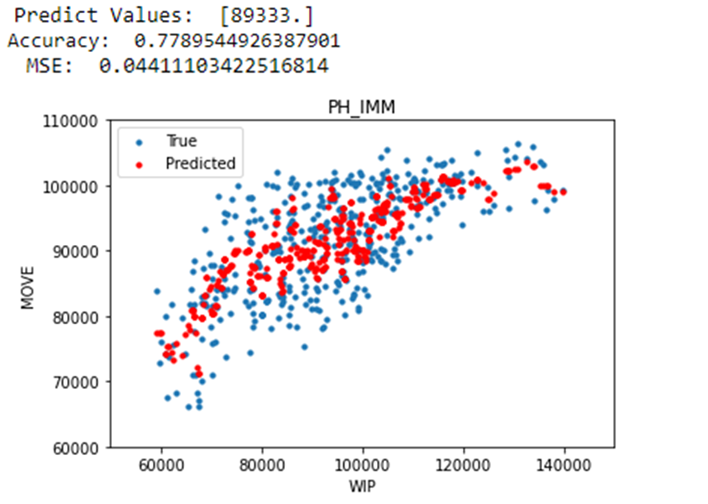 Predict Values:  [89333.]
Accuracy:  0.7789544926387901
MSE:  0.04411103422516814
PH_IMM
110000
True
Predicted
100000
90000
80000
70000
60000
MOVE
60000 80000 100000 120000 140000
WIP